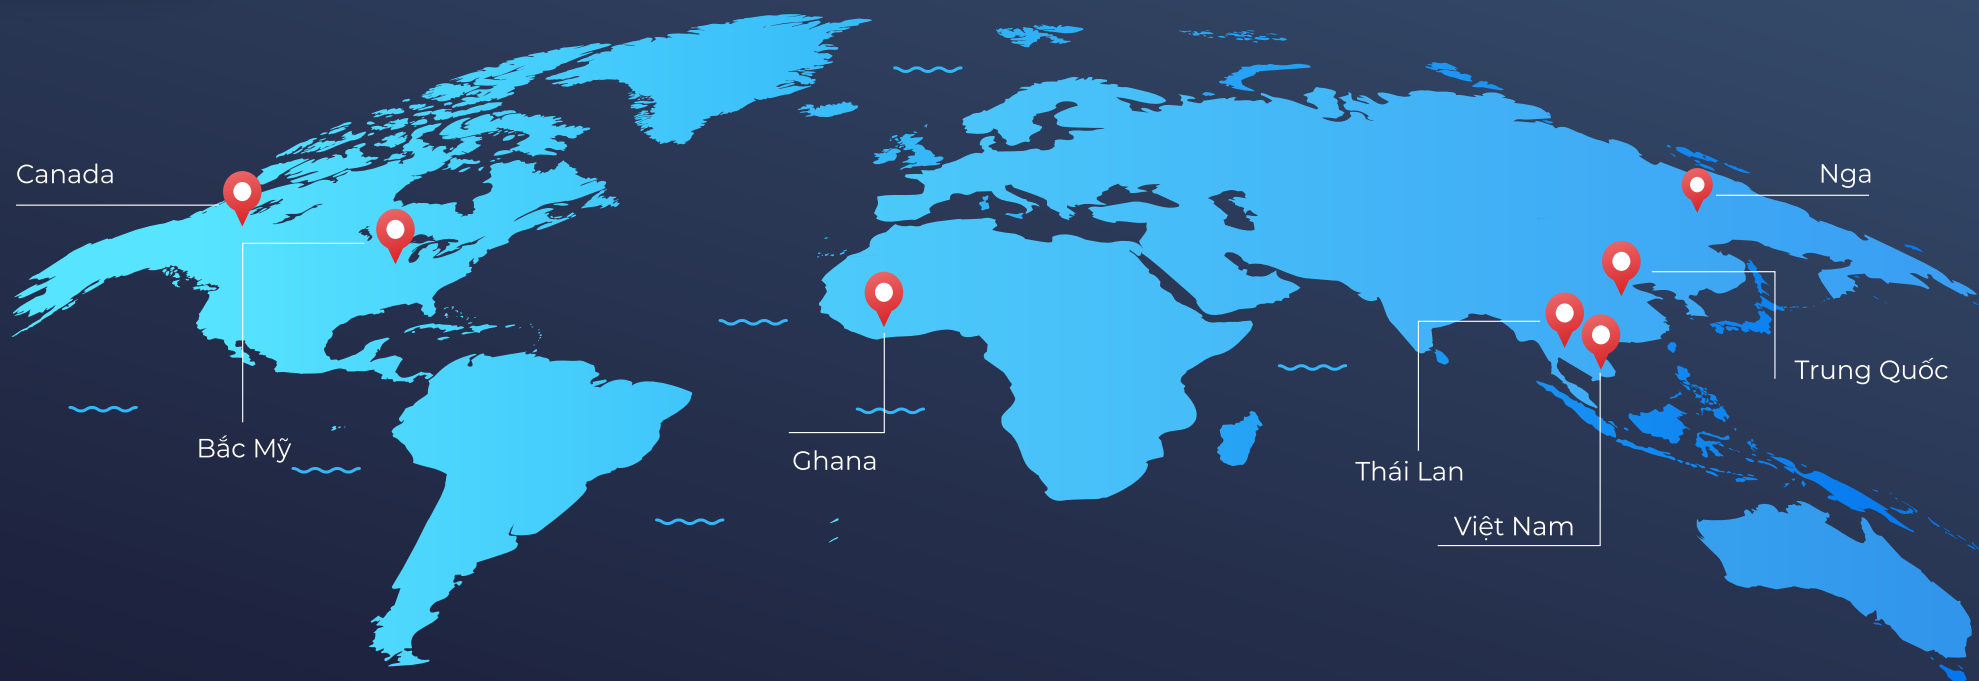 Canada
Nga
Trung Quốc
Bắc Mỹ
Ghana
Thái Lan
Việt Nam